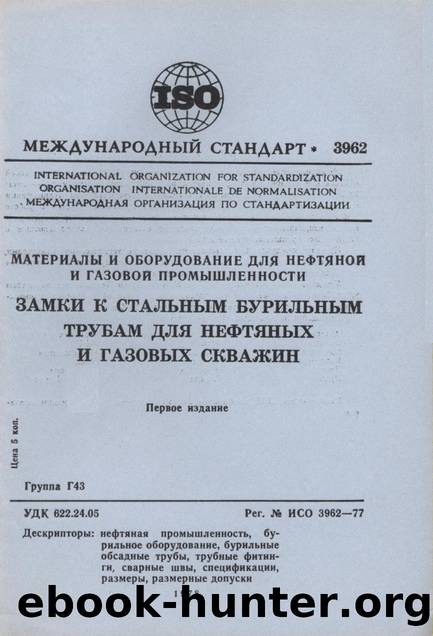 ISO
МЕЖДУНАРОДНЫЙ СТАНДАРТ • 3962
INTERNATIONAL ORGANIZATION FOR STANDARDIZATION
ORGANISATION INTERNATIONALE DE NORMALISATION
МЕЖДУНАРОДНАЯ ОРГАНИЗАЦИЯ ПО СТАНДАРТИЗАЦИИ
МАТЕРИАЛЫ И ОБОРУДОВАНИЕ ДЛЯ НЕФТЯНОЙ
И ГАЗОВОЙ ПРОМЫШЛЕННОСТИ
ЗАМКИ К СТАЛЬНЫМ БУРИЛЬНЫМ
ТРУБАМ ДЛЯ НЕФТЯНЫХ
И ГАЗОВЫХ СКВАЖИН
Первое издание
Цена 5 коп.
Группа Г43
УДК 622.24.05 Рег. № ИСО 3962—77
Дескрипторы: нефтяная промышленность, бу-
рильное оборудование, бурильные
обсадные трубы, трубные фитин-
ги, сварные швы, спецификации,
размеры, размерные допуски
ebook-hunter.org